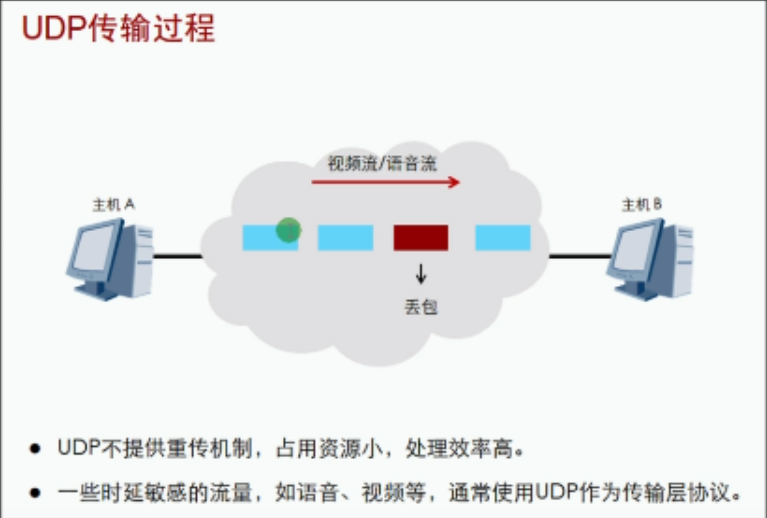 UDP传输过程
视频流/语音流
主机 A
主机 B
丢包
● UDP不提供重传机制，占用资源小，处理效率高。
● 一些时延敏感的流量，如语音、视频等，通常使用UDP作为传输层协议。